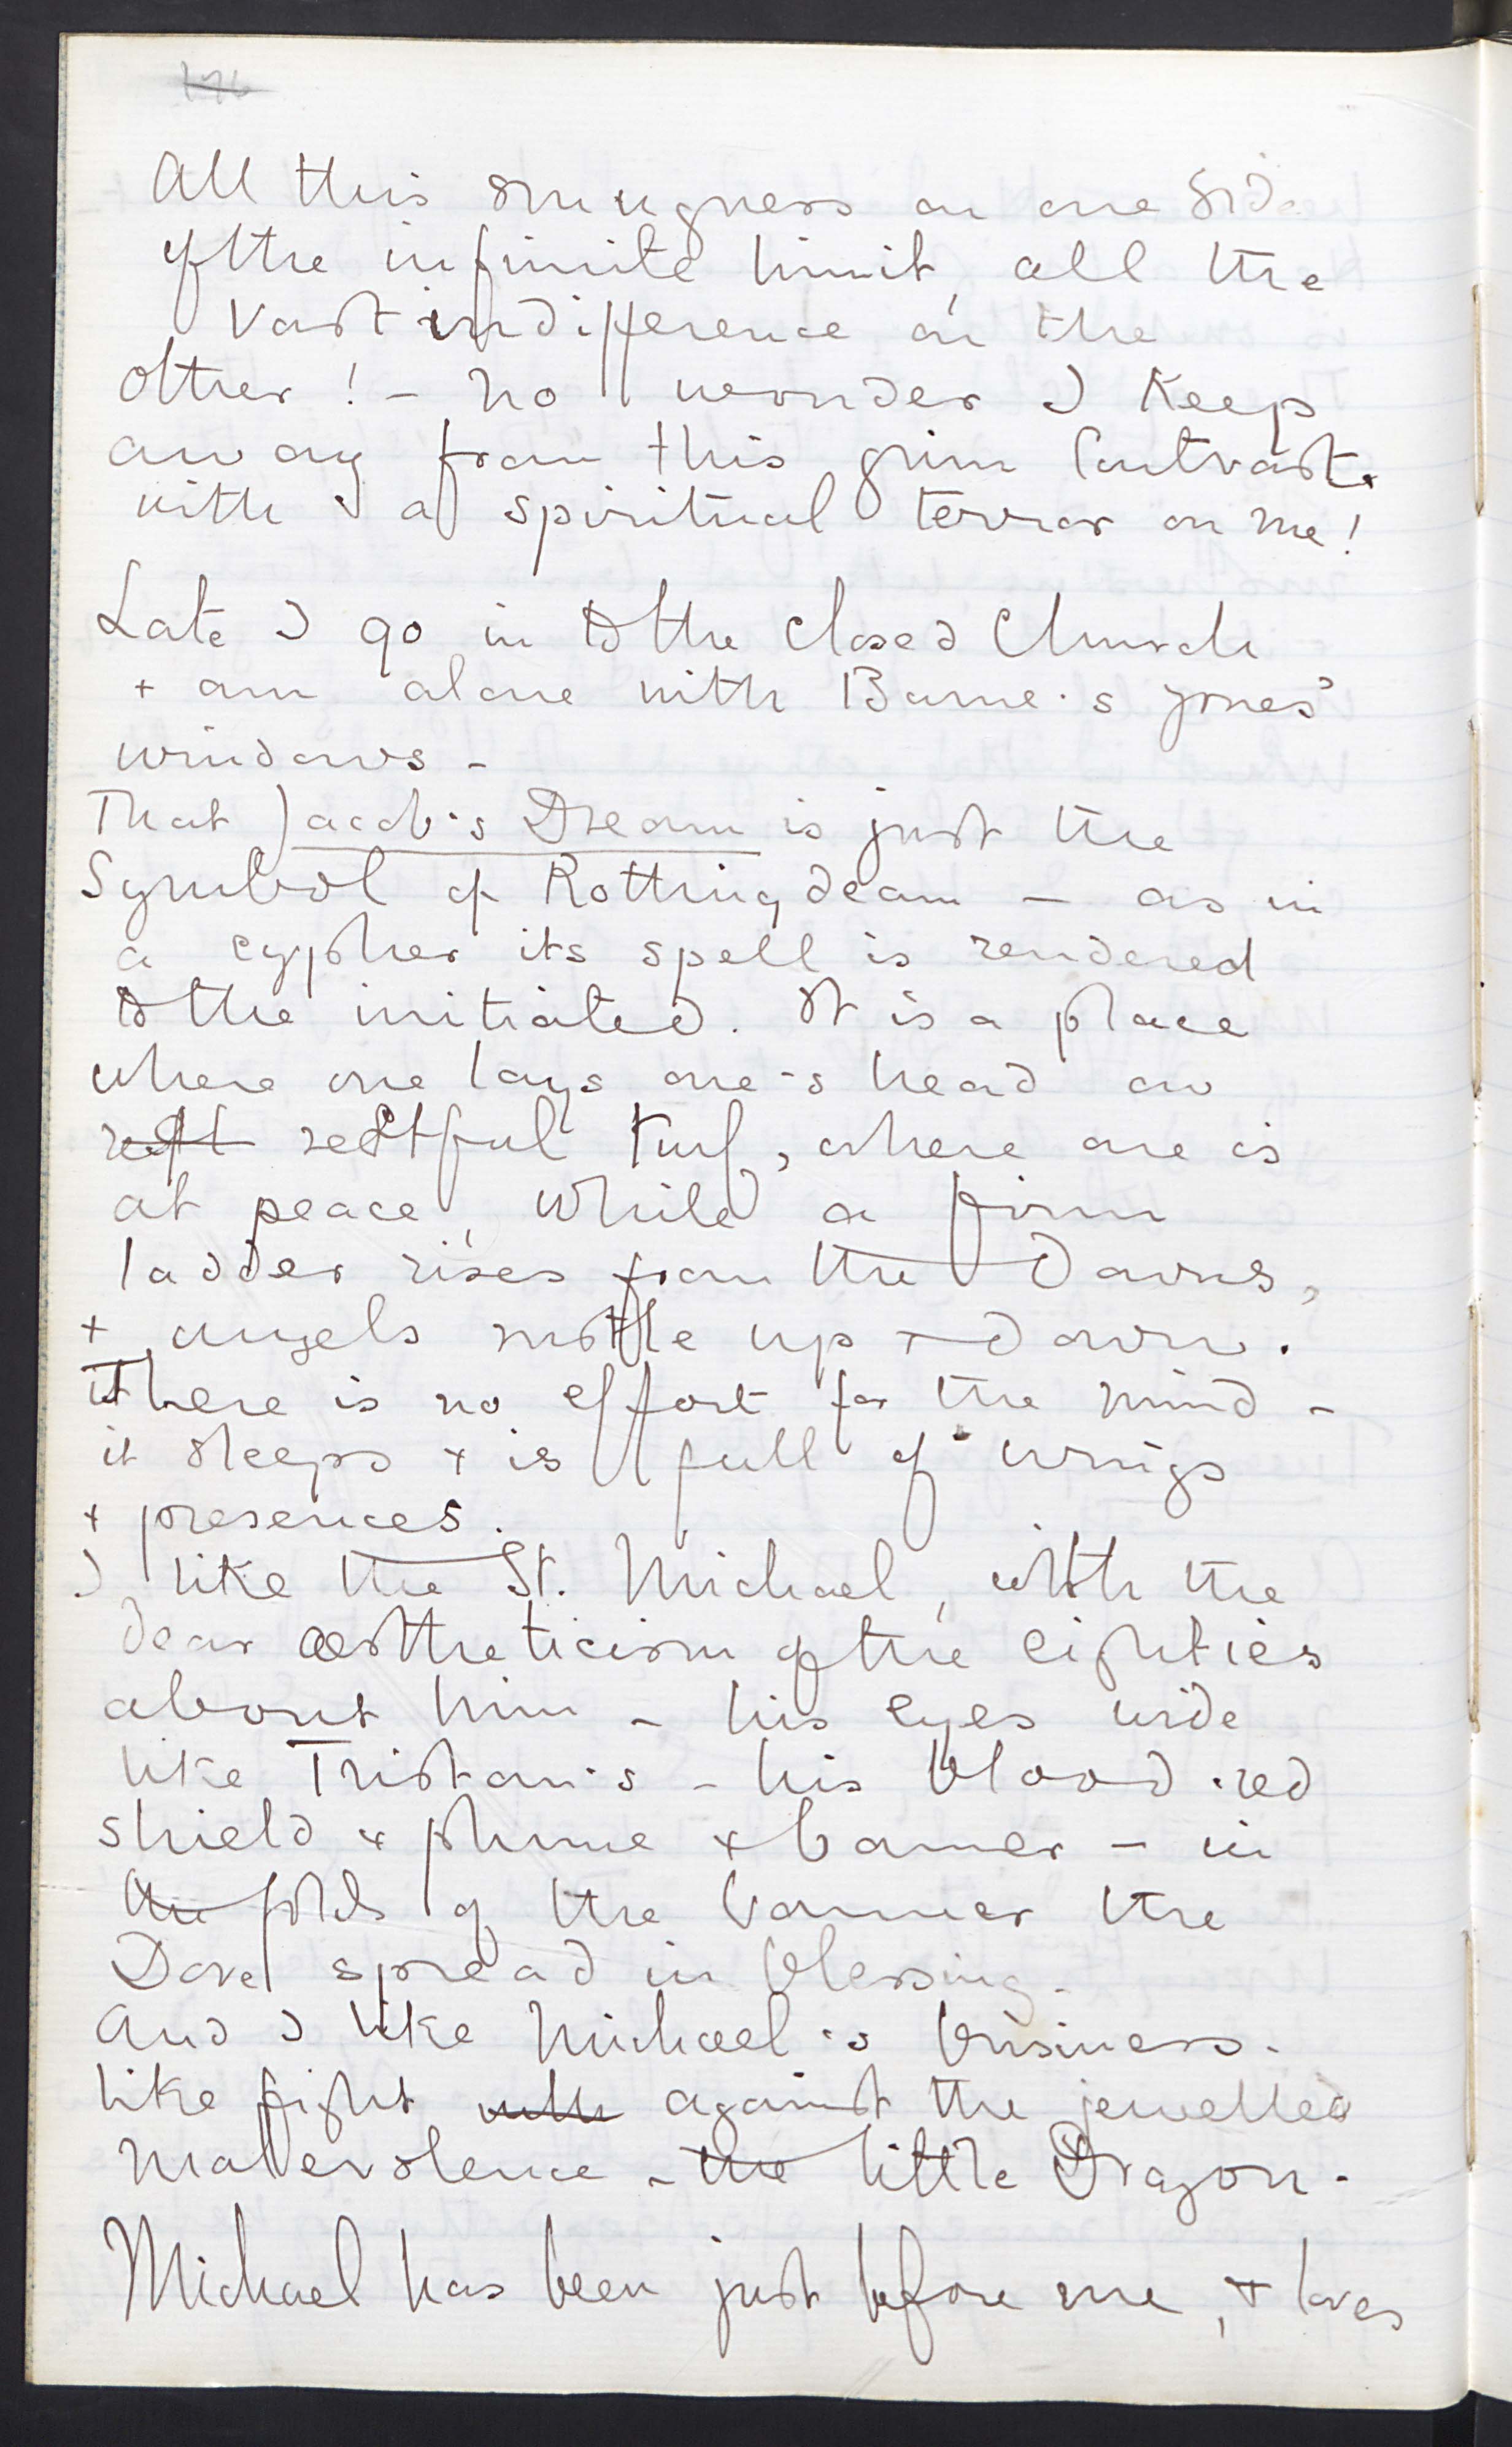 All this smugness on one side
of the infinite limit, all the
vast indifference on the
other! – no wonder I keep
away from this grim contrast
with a spiritual terror on me!
Late I go in to the closed Church
+ am alone with Burne's Jones'
windows –
That Jacob's Dream is just the
Symbol of Rottingdean – as in
a cypher its spell is rendered
to the initiated. It is a place
where one lays one's head on
restful turf, where one is
at peace, while a firm
ladder rises from the Downs,
+ angels rustle up + down.
There is no effort for the mind –
it sleeps + is full of wings
+ presences.
I like the St. Michael, with the
dear æstheticism of the eighties
about him – his eyes wide
like Tristan's – his blood-red
shield + plume + banner – in
the folds of the banner the
Dove spread in blessing.
And I like Michael's business.
like fight with against the jewelled
malevolence – the little Dragon.
Michael has been just before me, + loves